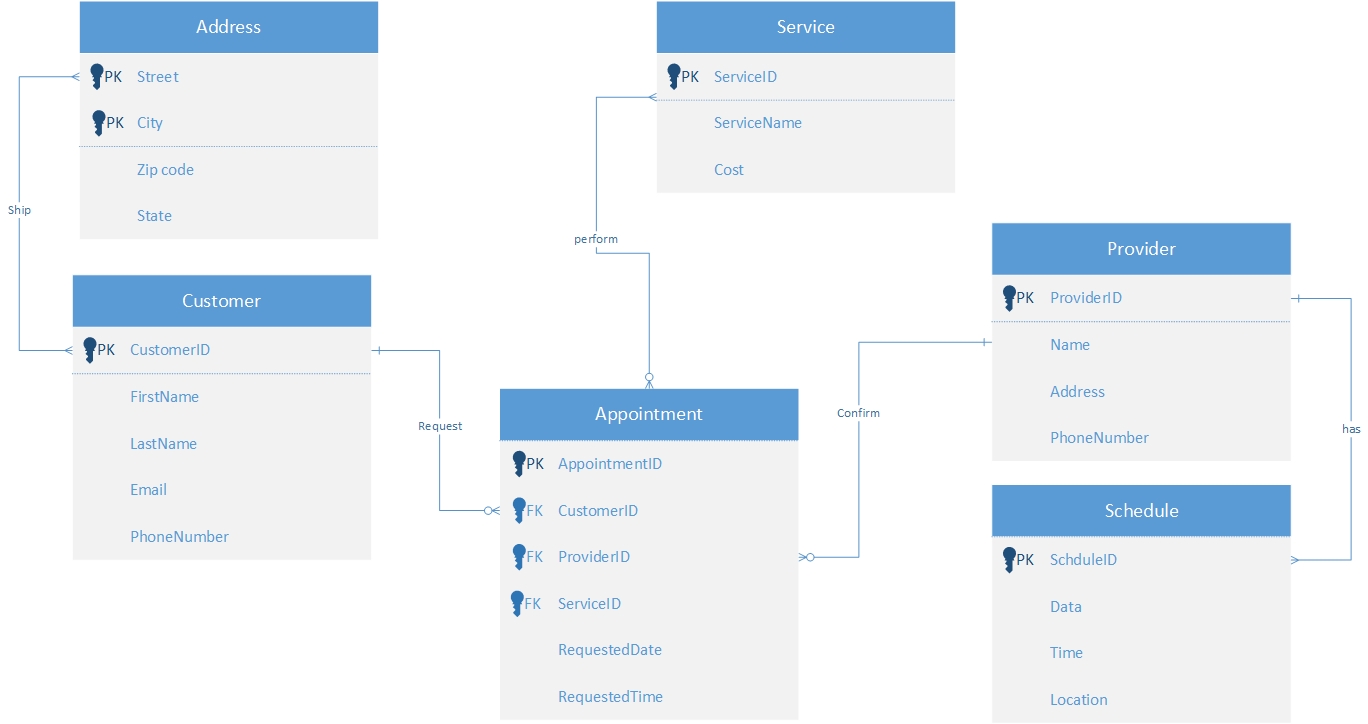 Address
PK Street
PK City
Zip code
State
Ship
Customer
PK CustomerID
FirstName
LastName
Email
PhoneNumber
Request
Service
PK ServiceID
ServiceName
Cost
perform
Appointment
PK AppointmentID
FK CustomerID
FK ProviderID
FK ServiceID
RequestedDate
RequestedTime
Confirm
Provider
PK ProviderID
Name
Address
PhoneNumber
has
Schedule
PK SchduleID
Data
Time
Location